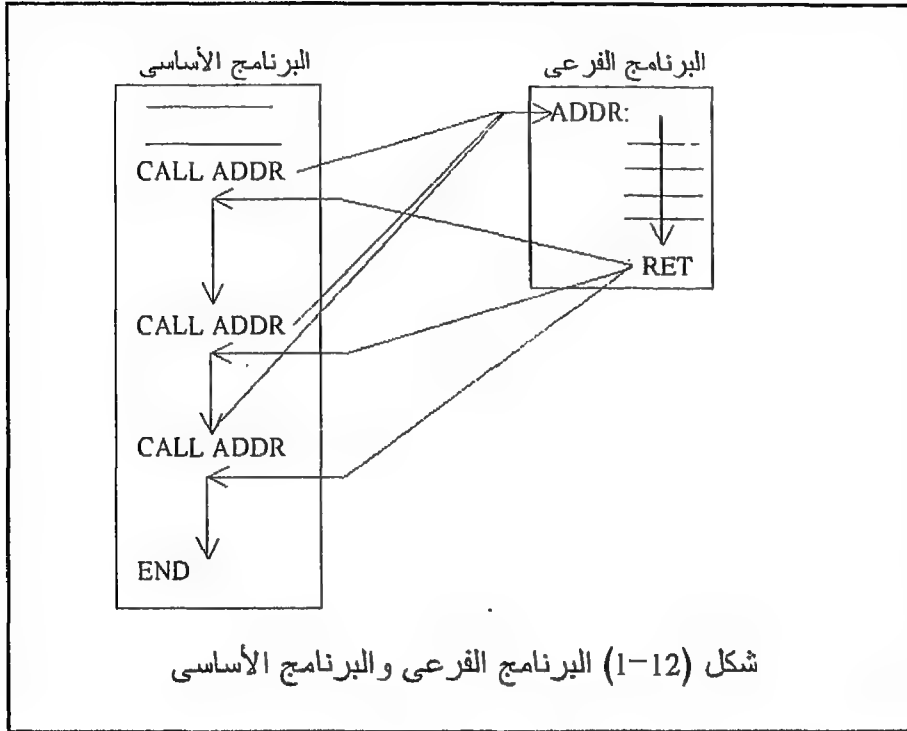 البرنامج الأساسى
CALL ADDR
CALL ADDR
CALL ADDR
END
البرنامج الفرعى
ADDR:
RET
شكل (12-1) البرنامج الفرعى والبرنامج الأساسى